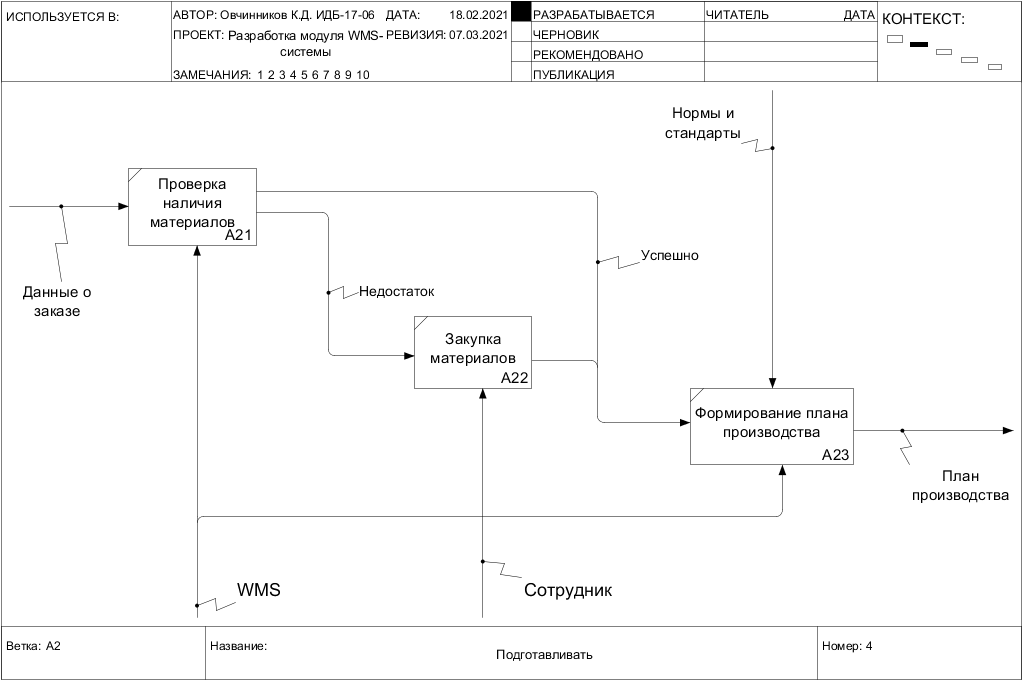 ИСПОЛЬЗУЕТСЯ В:
АВТОР: Овчинников К.Д. ИДБ-17-06 ДАТА: 18.02.2021
ПРОЕКТ: Разработка модуля WMS- РЕВИЗИЯ: 07.03.2021
системы
ЗАМЕЧАНИЯ: 1 2 3 4 5 6 7 8 9 10
РАЗРАБАТЫВАЕТСЯ
ЧЕРНОВИК
РЕКОМЕНДОВАНО
ПУБЛИКАЦИЯ
ЧИТАТЕЛЬ ДАТА
КОНТЕКСТ:
Нормы и
стандарты
Проверка
наличия
материалов
A21
Успешно
Данные о
заказе
Недостаток
Закупка
материалов
A22
Формирование плана
производства
A23
План
производства
WMS
Сотрудник
Ветка: A2
Название:
Подготавливать
Номер: 4